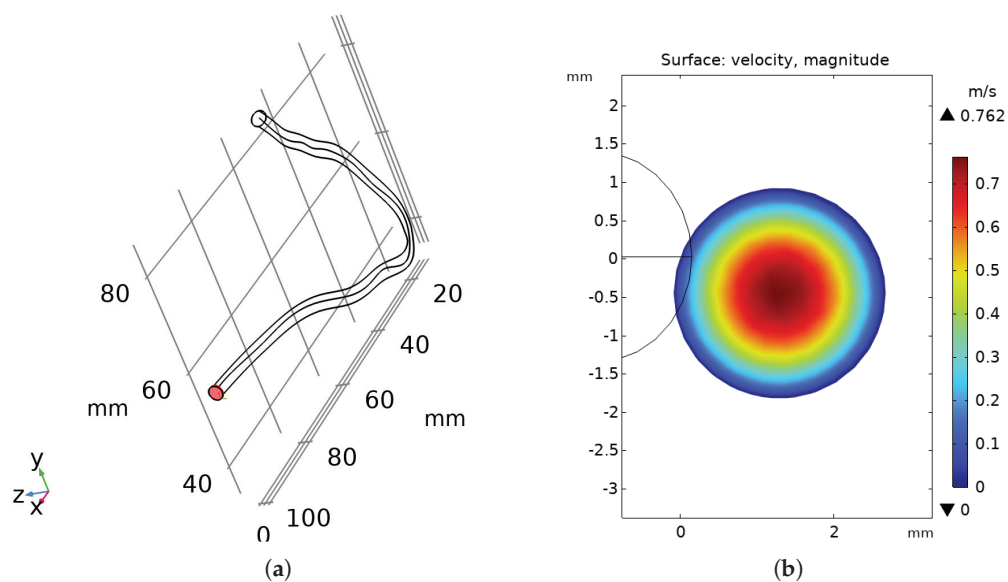 80
60
mm
40
0
100
80
60
mm
40
20
y
z
x
(a)
Surface: velocity, magnitude
mm
m/s
▲ 0.762
2
1.5
1
0.5
0
-0.5
-1
-1.5
-2
-2.5
-3
0
2
mm
0.7
0.6
0.5
0.4
0.3
0.2
0.1
0
▼ 0
(b)